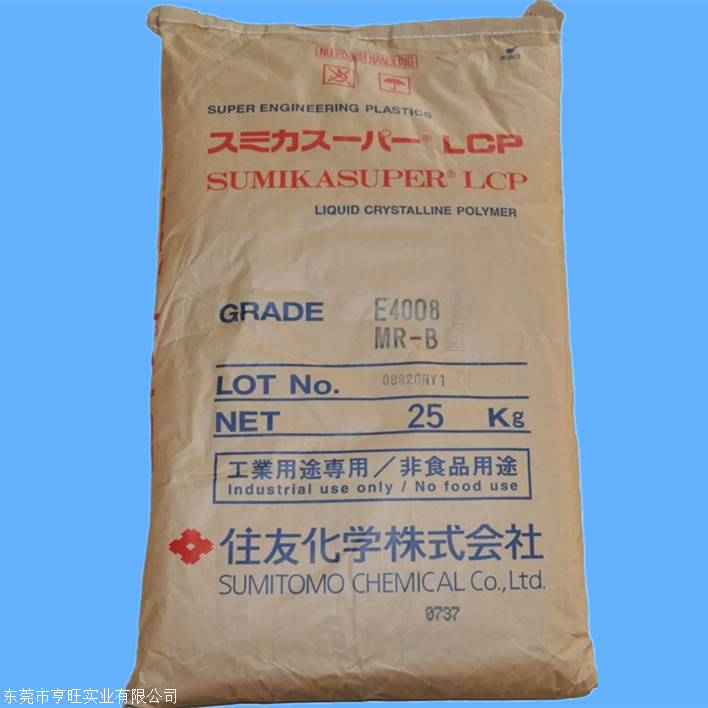 NO ROUGH HANDLING
SUPER ENGINEERING PLASTICS
スミカスーパー® LCP
SUMIKASUPER® LCP
LIQUID CRYSTALLINE POLYMER
GRADE E4008
MR-B
LOT No. 08920RY1
NET 25 Kg
工業用途専用／非食品用途
Industrial use only / No food use
住友化学株式会社
SUMITOMO CHEMICAL Co.,Ltd.
0737
东莞市亨旺实业有限公司